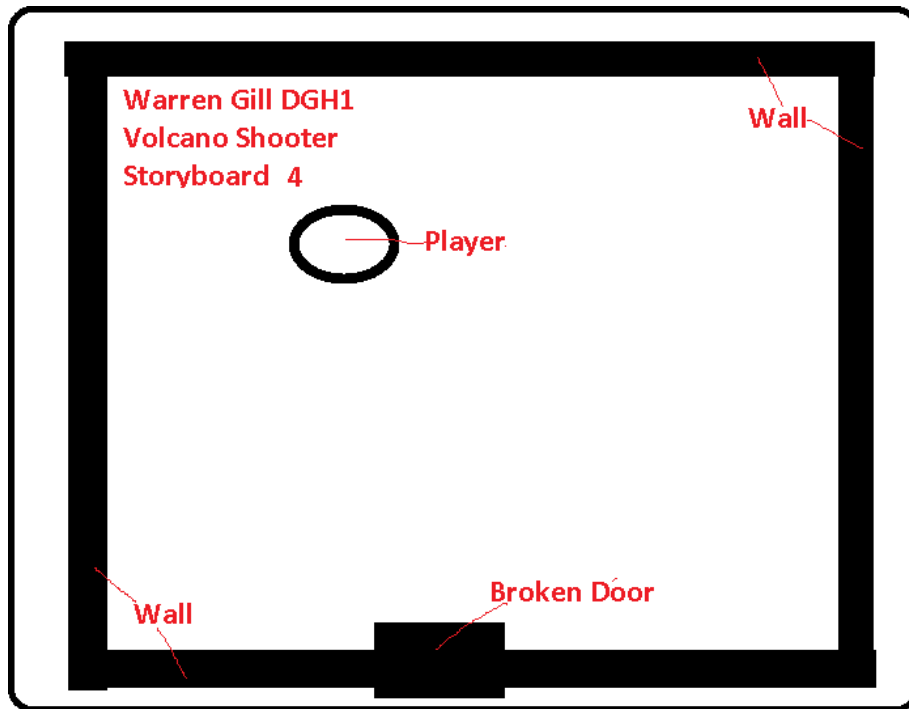 Warren Gill DGH1
Volcano Shooter
Storyboard 4
Wall
Player
Broken Door
Wall